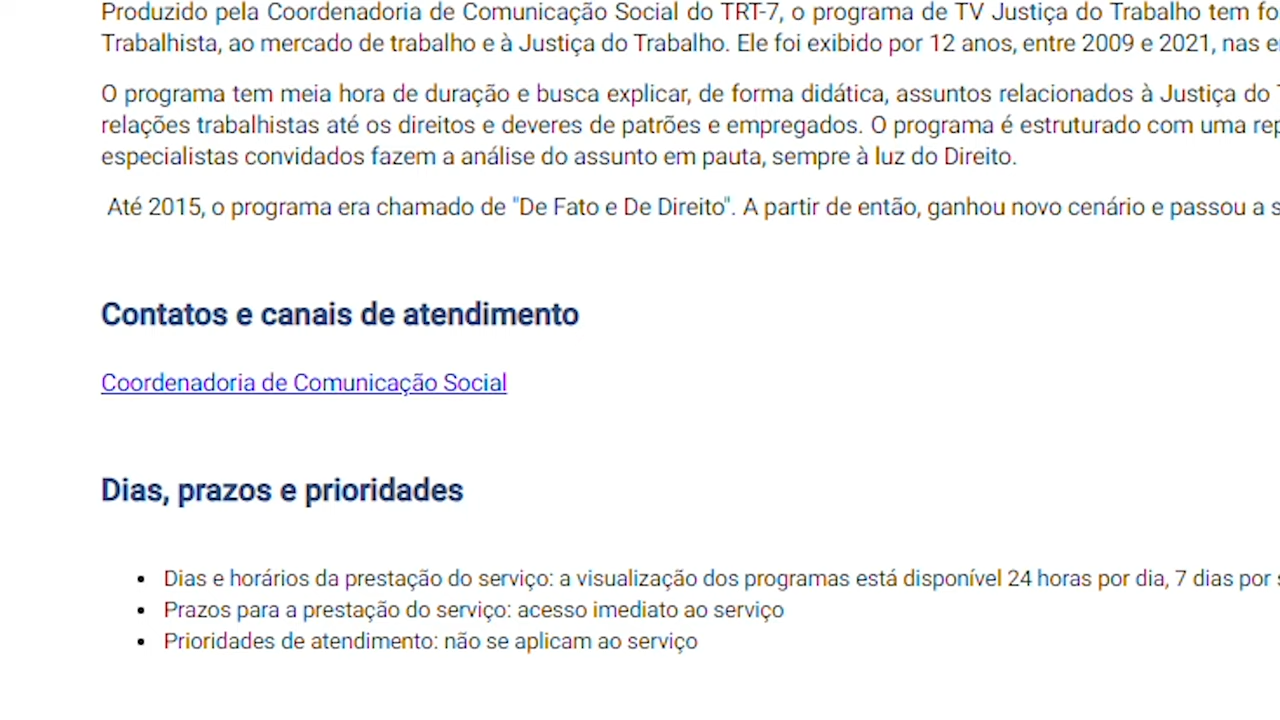 Produzido pela Coordenadoria de Comunicação Social do TRT-7, o programa de TV Justiça do Trabalho tem
Trabalhista, ao mercado de trabalho e à Justiça do Trabalho. Ele foi exibido por 12 anos, entre 2009 e 2021, nas
O programa tem meia hora de duração e busca explicar, de forma didática, assuntos relacionados à Justiça do
relações trabalhistas até os direitos e deveres de patrões e empregados. O programa é estruturado com uma
especialistas convidados fazem a análise do assunto em pauta, sempre à luz do Direito.
Até 2015, o programa era chamado de "De Fato e De Direito". A partir de então, ganhou novo cenário e passou a
Contatos e canais de atendimento
Coordenadoria de Comunicação Social
Dias, prazos e prioridades
• Dias e horários da prestação do serviço: a visualização dos programas está disponível 24 horas por dia, 7 dias por
• Prazos para a prestação do serviço: acesso imediato ao serviço
• Prioridades de atendimento: não se aplicam ao serviço